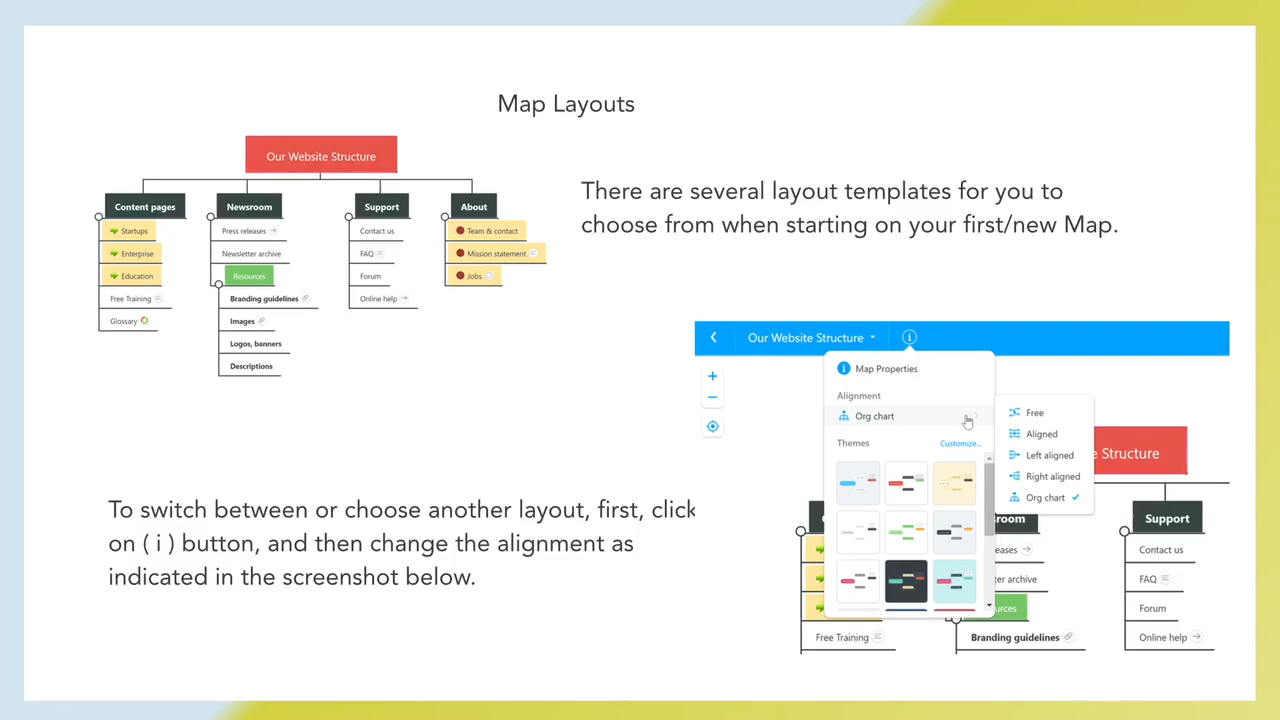 Map Layouts
Our Website Structure
Content pages
Startups
Enterprise
Education
Free Training
Glossary
Newsroom
Press releases
Newsletter archive
Resources
Branding guidelines
Images
Logos, banners
Descriptions
Support
Contact us
FAQ
Forum
Online help
About
Team & contact
Mission statement
Jobs
There are several layout templates for you to
choose from when starting on your first/new Map.
To switch between or choose another layout, first, click
on ( i ) button, and then change the alignment as
indicated in the screenshot below.
Our Website Structure
Map Properties
Alignment
Org chart
Themes
Customize...
Free
Aligned
Left aligned
Right aligned
Org chart
e Structure
room
eleases
ter archive
ources
Free Training
Branding guidelines
Support
Contact us
FAQ
Forum
Online help